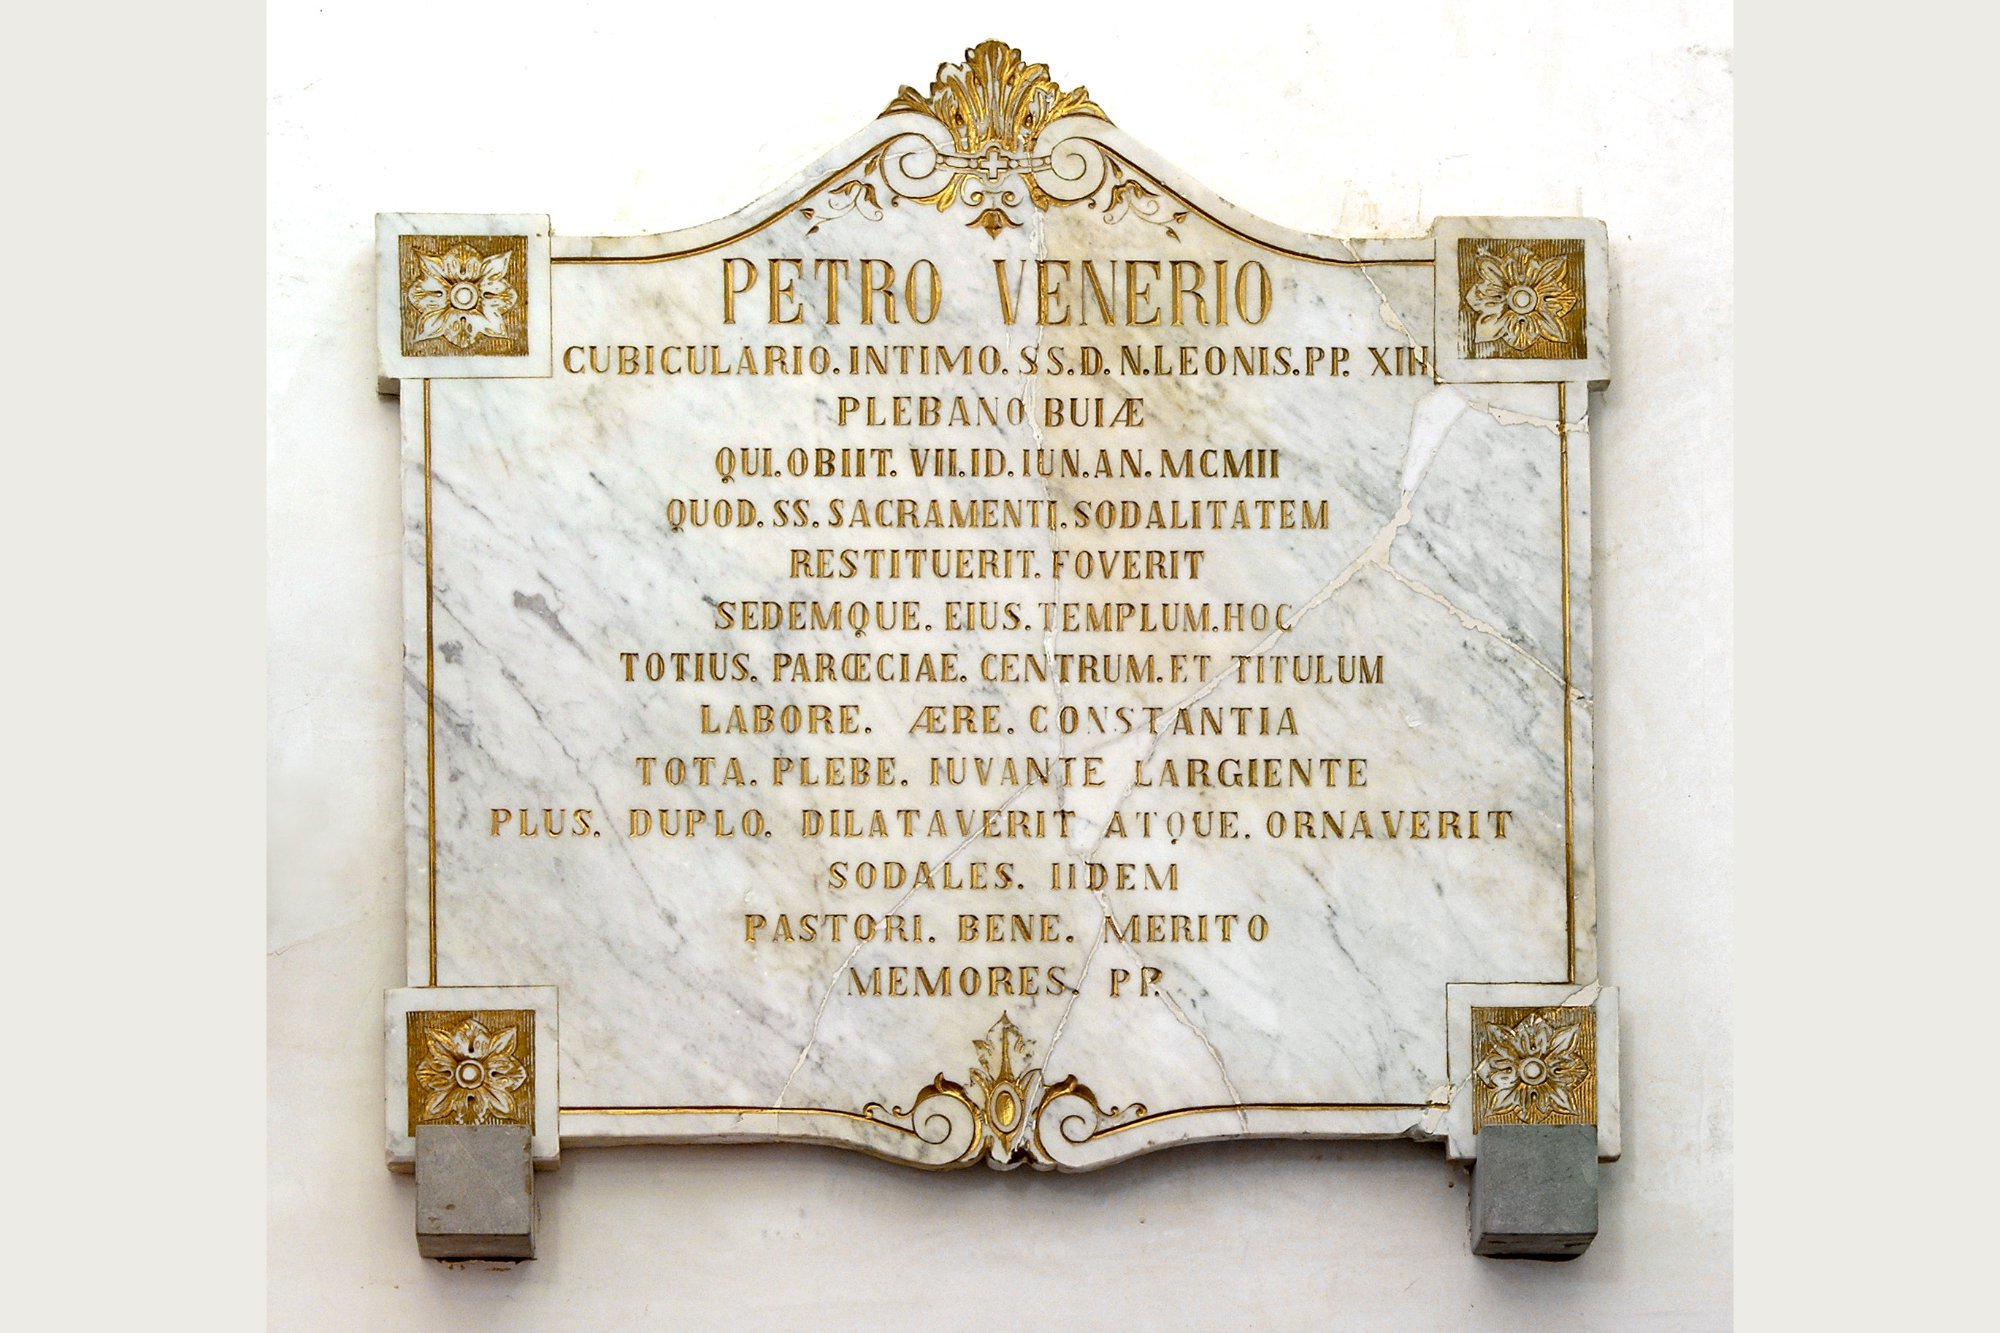 PETRO VENERIO
CUBICULARIO. INTIMO. SS. D. N. LEONIS. PP. XIII
PLEBANO BUIÆ
QUI. OBIIT. VII. ID. IUN. AN. MCMII
QUOD. SS. SACRAMENTI. SODALITATEM
RESTITUERIT. FOVERIT
SEDEMQUE. EIUS. TEMPLUM. HOC
TOTIUS. PARŒCIAE. CENTRUM. ET TITULUM
LABORE. ÆRE. CONSTANTIA
TOTA. PLEBE. IUVANTE LARGIENTE
PLUS. DUPLO. DILATAVERIT ATQUE. ORNAVERIT
SODALES. IIDEM
PASTORI. BENE. MERITO
MEMORES. PP.